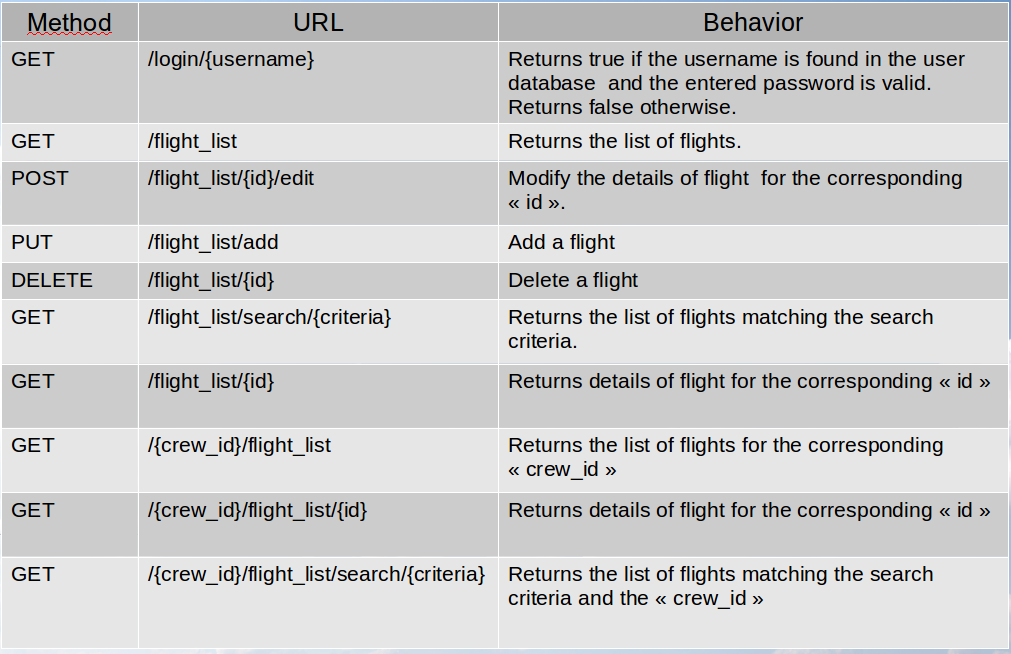 Method URL Behavior
GET /login/{username} Returns true if the username is found in the user
database  and the entered password is valid.
Returns false otherwise.
GET /flight_list Returns the list of flights.
POST /flight_list/{id}/edit Modify the details of flight  for the corresponding
« id ».
PUT /flight_list/add Add a flight
DELETE /flight_list/{id} Delete a flight
GET /flight_list/search/{criteria} Returns the list of flights matching the search
criteria.
GET /flight_list/{id} Returns details of flight for the corresponding « id »
GET /{crew_id}/flight_list Returns the list of flights for the corresponding
« crew_id »
GET /{crew_id}/flight_list/{id} Returns details of flight for the corresponding « id »
GET /{crew_id}/flight_list/search/{criteria} Returns the list of flights matching the search
criteria and the « crew_id »